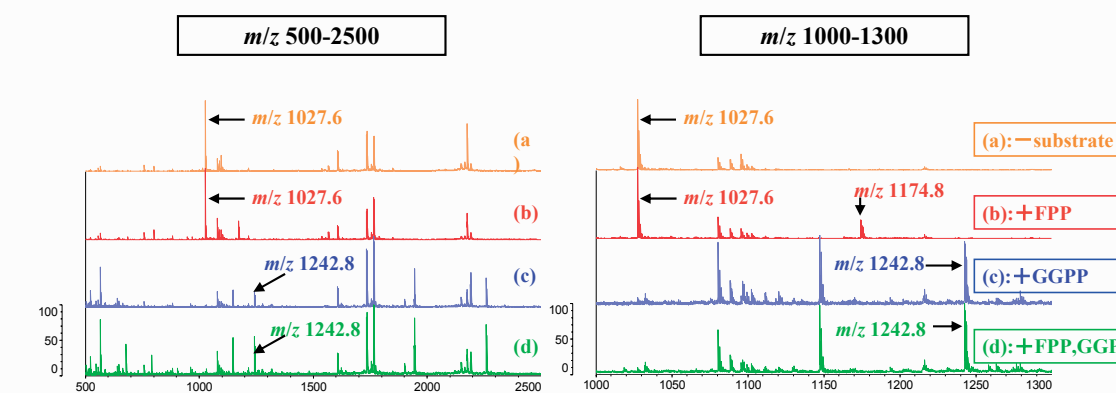 m/z 500-2500
m/z 1000-1300
m/z 1027.6
(a
)
m/z 1027.6
(a): −substrate
m/z 1027.6
(b)
m/z 1027.6
m/z 1174.8
(b): +FPP
m/z 1242.8
(c)
m/z 1242.8
(c): +GGPP
100
50
0
m/z 1242.8
(d)
100
50
0
m/z 1242.8
(d): +FPP,GGP
500
1000
1500
2000
2500
1000
1050
1100
1150
1200
1250
1300